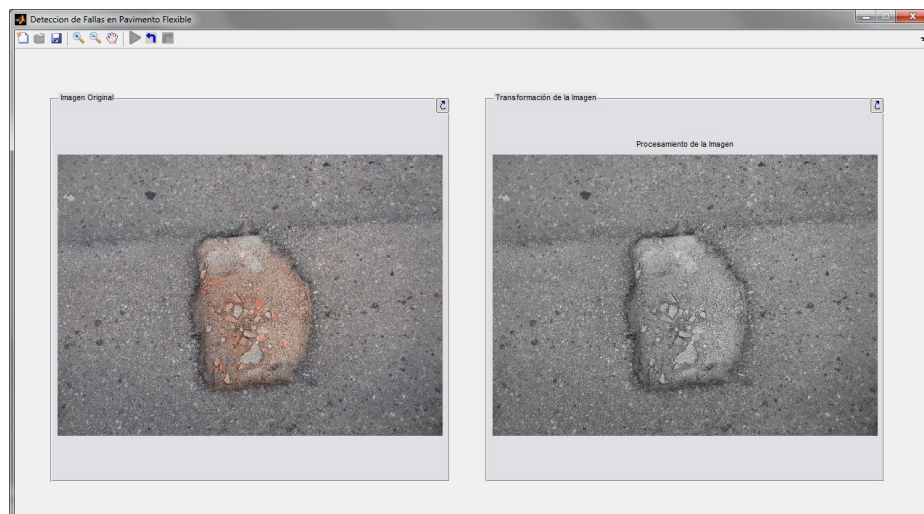 Deteccion de Fallas en Pavimento Flexible
Imagen Original
Transformación de la Imagen
Procesamiento de la Imagen